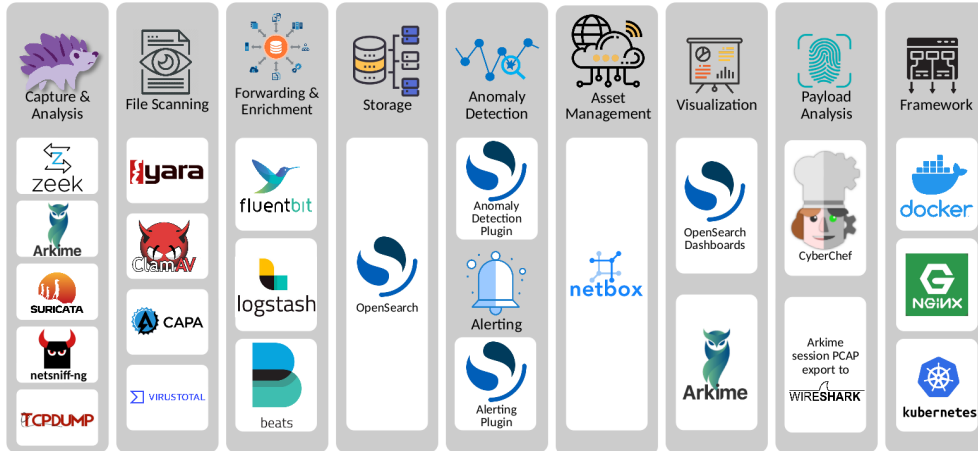 Capture &
Analysis
zeek
Arkime
SURICATA
netsniff-ng
TCPDUMP
File Scanning
yara
ClamAV
CAPA
VIRUSTOTAL
Forwarding &
Enrichment
fluentbit
logstash
beats
Storage
OpenSearch
Anomaly
Detection
Anomaly
Detection
Plugin
Alerting
Alerting
Plugin
Asset
Management
netbox
Visualization
OpenSearch
Dashboards
Arkime
Payload
Analysis
CyberChef
Arkime
session PCAP
export to
WIRESHARK
Framework
docker
NGiNX
kubernetes